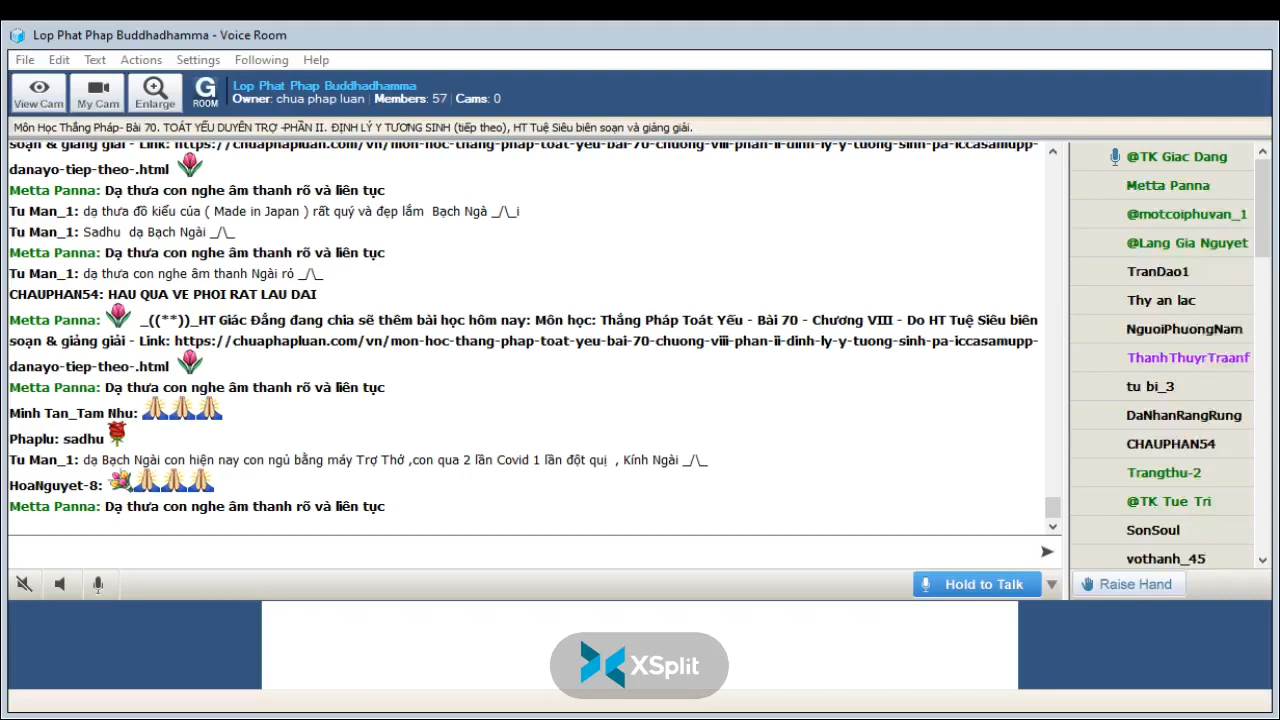 Lop Phat Phap Buddhadhamma - Voice Room
File Edit Text Actions Settings Following Help
View Cam My Cam Enlarge G ROOM
Lop Phat Phap Buddhadhamma
Owner: chua phap luan | Members: 57 | Cams: 0
Môn Học Thắng Pháp- Bài 70. TOÁT YẾU DUYÊN TRỢ -PHẦN II. ĐỊNH LÝ Y TƯƠNG SINH (tiếp theo), HT Tuệ Siêu biên soạn và giảng giải.
soạn & giảng giải - Link: https://chuaphapluan.com/vn/mon-hoc-thang-phap-toat-yeu-bai-70-chuong-viii-phan-ii-dinh-ly-y-tuong-sinh-pa-iccasamupp-
danayo-tiep-theo-.html
Metta Panna: Dạ thưa con nghe âm thanh rõ và liên tục
Tu Man_1: dạ thưa đồ kiểu của ( Made in Japan ) rất quý và đẹp lắm Bạch Ngà _/\_i
Tu Man_1: Sadhu dạ Bạch Ngài _/\_
Metta Panna: Dạ thưa con nghe âm thanh rõ và liên tục
Tu Man_1: dạ thưa con nghe âm thanh Ngài rỏ _/\_
CHAUPHAN54: HAU QUA VE PHOI RAT LAU DAI
Metta Panna: _((**))_HT Giác Đẳng đang chia sẽ thêm bài học hôm nay: Môn học: Thắng Pháp Toát Yếu - Bài 70 - Chương VIII - Do HT Tuệ Siêu biên
soạn & giảng giải - Link: https://chuaphapluan.com/vn/mon-hoc-thang-phap-toat-yeu-bai-70-chuong-viii-phan-ii-dinh-ly-y-tuong-sinh-pa-iccasamupp-
danayo-tiep-theo-.html
Metta Panna: Dạ thưa con nghe âm thanh rõ và liên tục
Minh Tan_Tam Nhu:
Phaplu: sadhu
Tu Man_1: dạ Bạch Ngài con hiện nay con ngủ bằng máy Trợ Thở ,con qua 2 lần Covid 1 lần đột quị , Kính Ngài _/\_
HoaNguyet-8:
Metta Panna: Dạ thưa con nghe âm thanh rõ và liên tục
@TK Giac Dang
Metta Panna
@motcoiphuvan_1
@Lang Gia Nguyet
TranDao1
Thy an lac
NguoiPhuongNam
ThanhThuyrTraanf
tu bi_3
DaNhanRangRung
CHAUPHAN54
Trangthu-2
@TK Tue Tri
SonSoul
vothanh_45
Hold to Talk
Raise Hand
XSplit